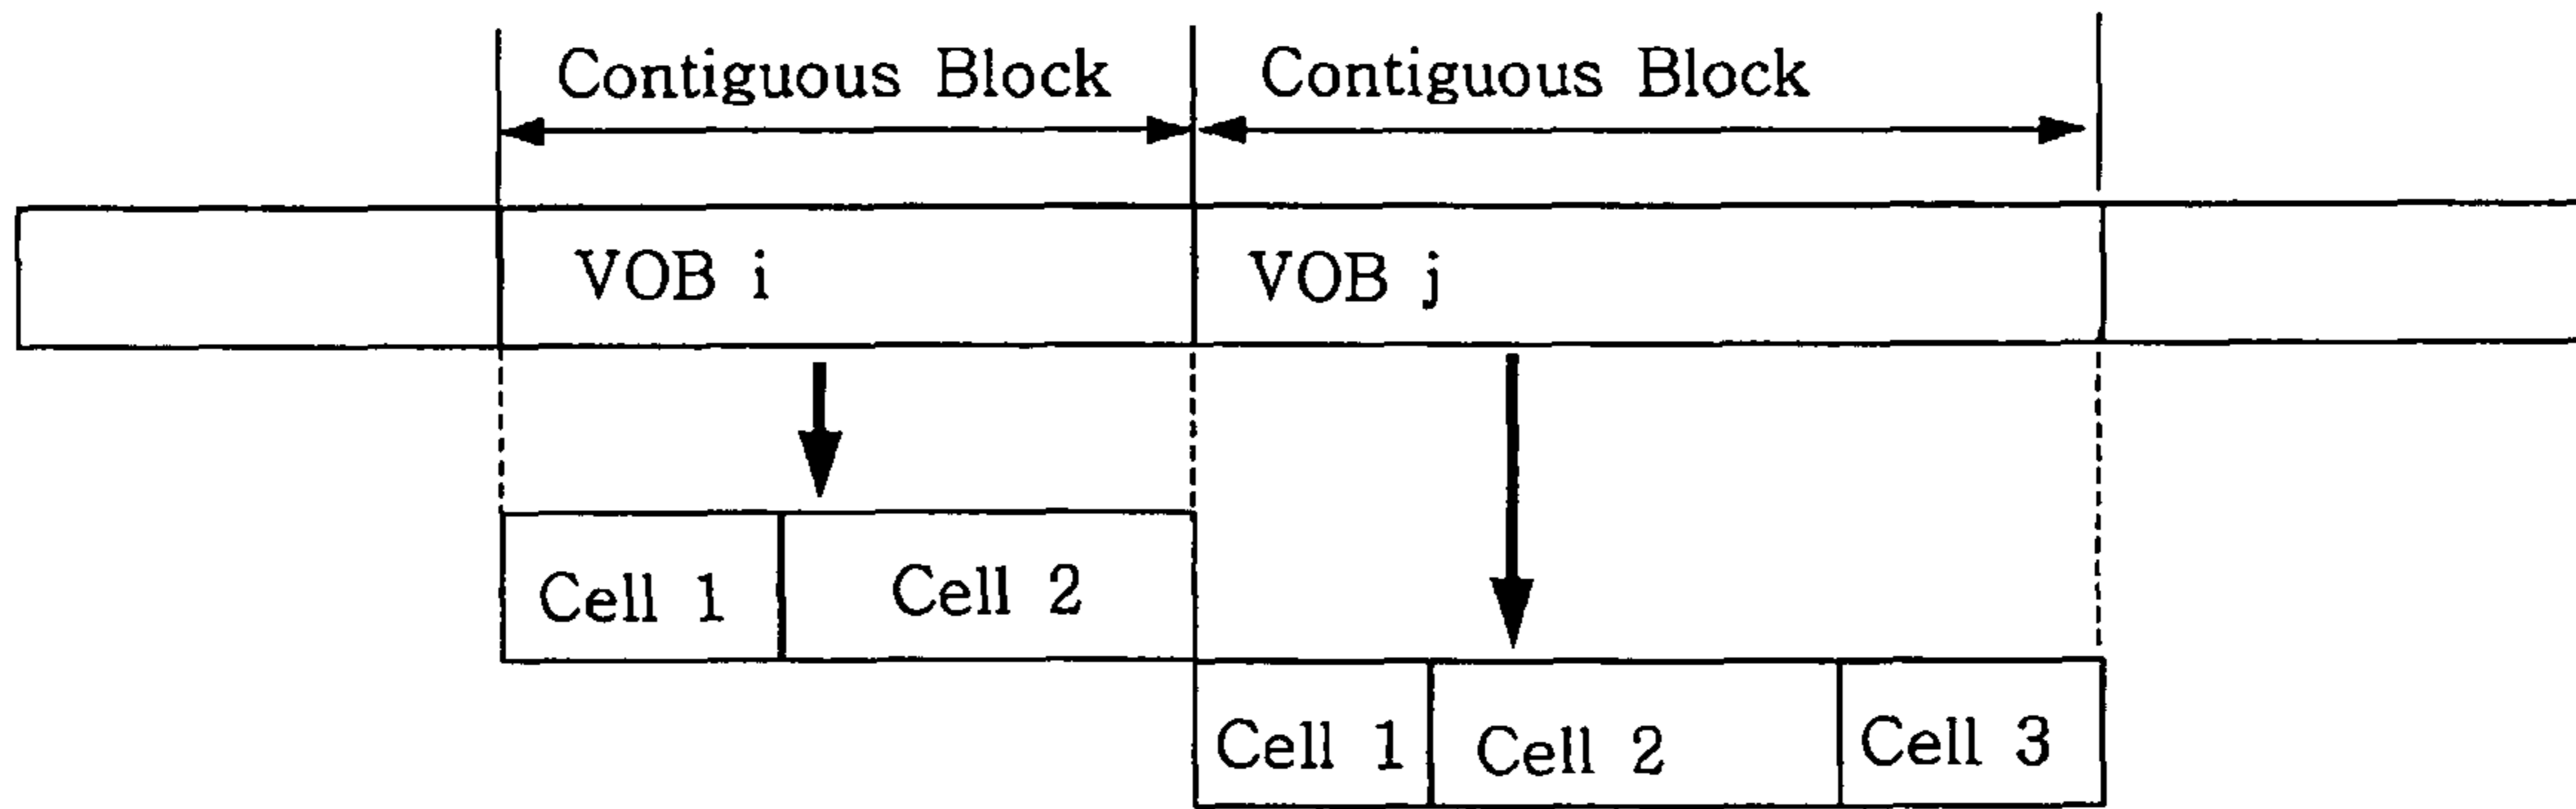 Contiguous Block Contiguous Block
VOB i VOB j
Cell 1 Cell 2
Cell 1 Cell 2 Cell 3